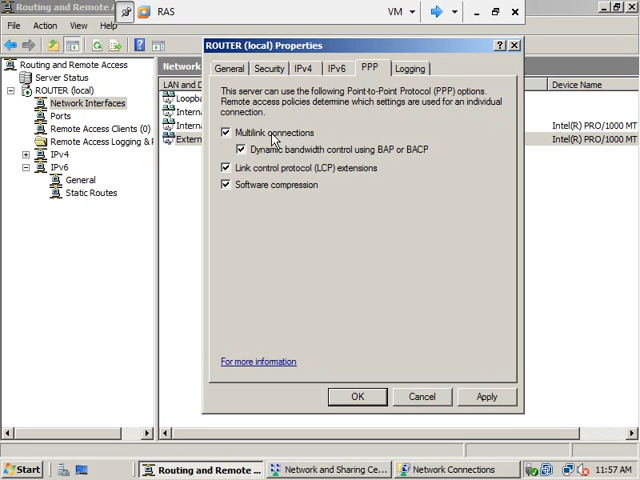 Routing and Remote A
RAS
VM
File
Action
View
Help
ROUTER (local) Properties
General
Security
IPv4
IPv6
PPP
Logging
This server can use the following Point-to-Point Protocol (PPP) options.
Remote access policies determine which settings are used for an individual
connection.
Multilink connections
Dynamic bandwidth control using BAP or BACP
Link control protocol (LCP) extensions
Software compression
For more information
OK
Cancel
Apply
Routing and Remote Access
Server Status
ROUTER (local)
Network Interfaces
Ports
Remote Access Clients (0)
Remote Access Logging & F
IPv4
IPv6
General
Static Routes
Network
LAN and D
Loopba
Intern
Intern
Extern
Device Name
Intel(R) PRO/1000 MT
Intel(R) PRO/1000 MT
Start
Routing and Remote ...
Network and Sharing Ce...
Network Connections
11:57 AM